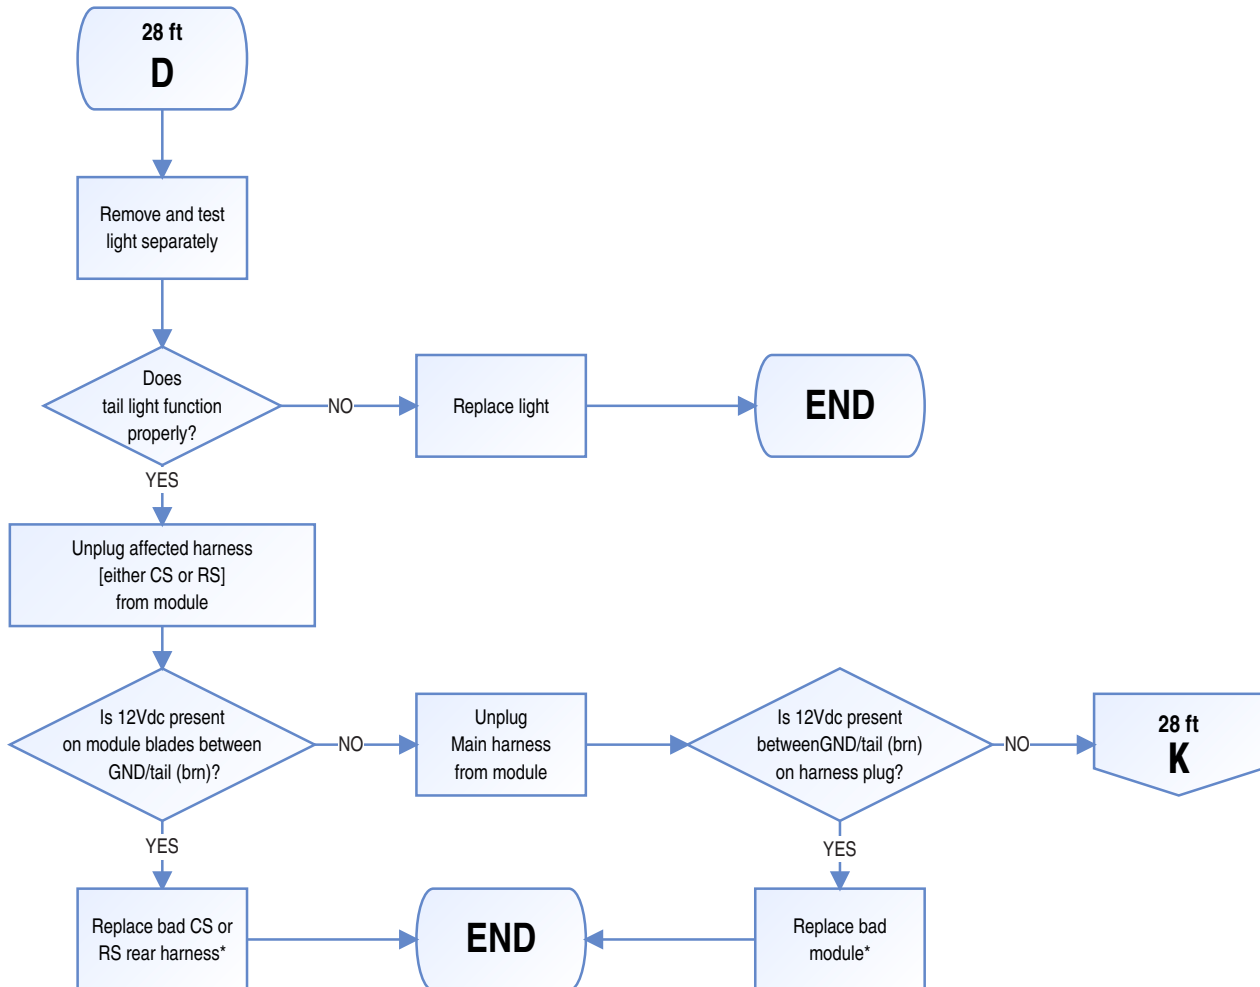 28 ft
D
Remove and test
light separately
Does
tail light function
properly?
NO
Replace light
END
YES
Unplug affected harness
[either CS or RS]
from module
Is 12Vdc present
on module blades between
GND/tail (brn)?
NO
Unplug
Main harness
from module
Is 12Vdc present
betweenGND/tail (brn)
on harness plug?
NO
28 ft
K
YES
YES
Replace bad CS or
RS rear harness*
END
Replace bad
module*